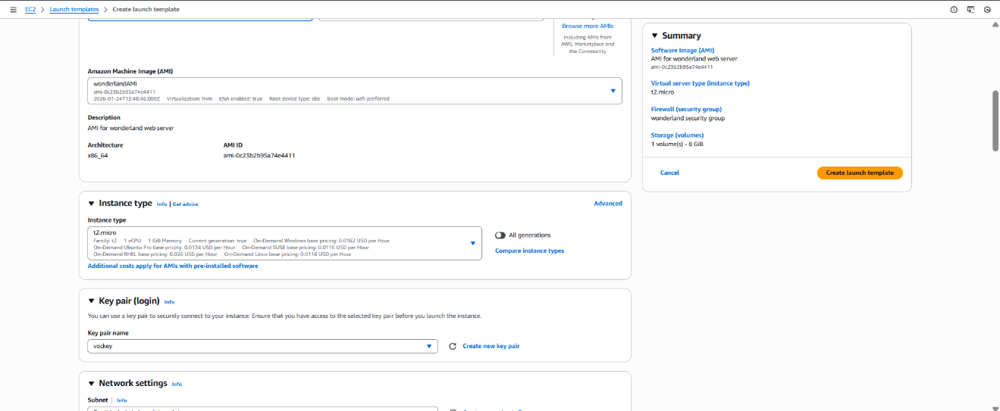 EC2 > Launch templates > Create launch template
Browse more AMIs
Including AMIs from
AWS, Marketplace and
the Community
Amazon Machine Image (AMI)
wonderlandAMI
ami-0c23b2b95a74e4411
2026-01-24T13:48:46.000Z Virtualization: hvm ENA enabled: true Root device type: ebs Boot mode: uefi-preferred
Description
AMI for wonderland web server
Architecture AMI ID
x86_64 ami-0c23b2b95a74e4411
Instance type Info | Get advice Advanced
Instance type
t2.micro
Family: t2 1 vCPU 1 GiB Memory Current generation: true On-Demand Windows base pricing: 0.0162 USD per Hour
On-Demand Ubuntu Pro base pricing: 0.0134 USD per Hour On-Demand SUSE base pricing: 0.0116 USD per Hour
On-Demand RHEL base pricing: 0.026 USD per Hour On-Demand Linux base pricing: 0.0116 USD per Hour
All generations
Compare instance types
Additional costs apply for AMIs with pre-installed software
Key pair (login) Info
You can use a key pair to securely connect to your instance. Ensure that you have access to the selected key pair before you launch the instance.
Key pair name
vockey
Create new key pair
Network settings Info
Subnet | Info
Summary
Software Image (AMI)
AMI for wonderland web server
ami-0c23b2b95a74e4411
Virtual server type (instance type)
t2.micro
Firewall (security group)
wonderland security group
Storage (volumes)
1 volume(s) - 8 GiB
Cancel Create launch template